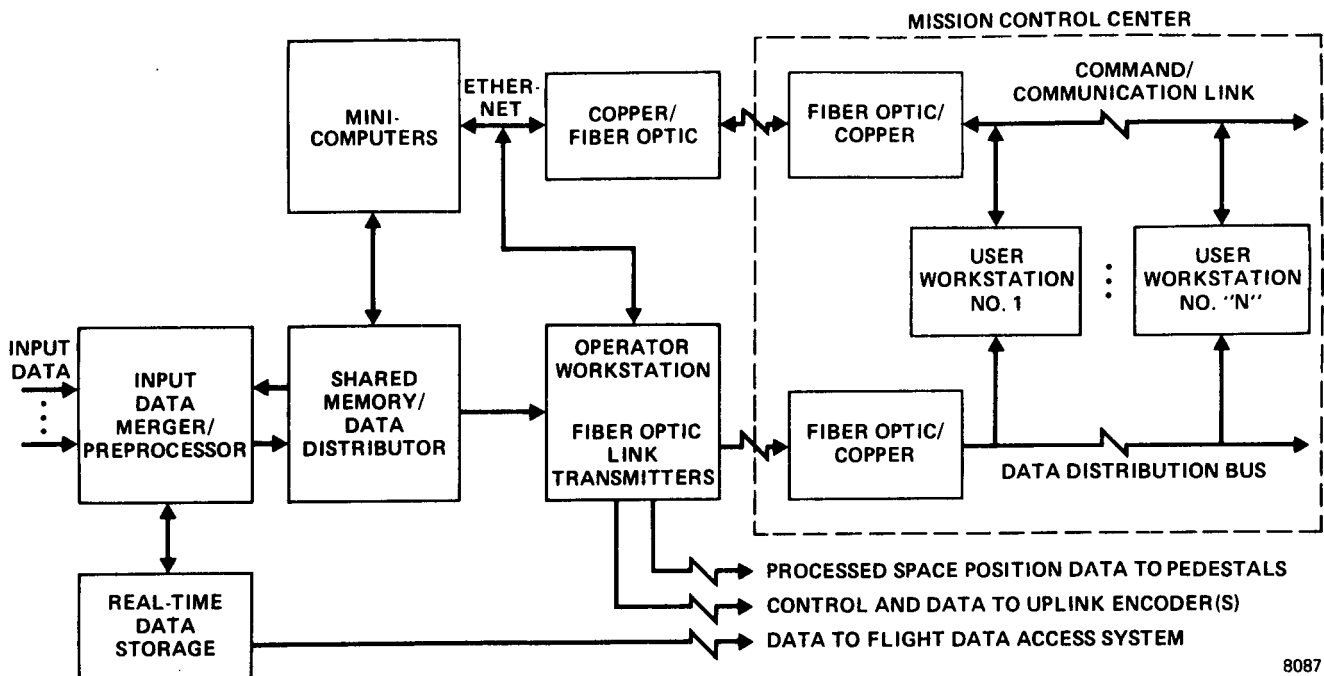 MISSION CONTROL CENTER
MINI-
COMPUTERS
ETHER-
NET
COPPER/
FIBER OPTIC
FIBER OPTIC/
COPPER
COMMAND/
COMMUNICATION LINK
USER
WORKSTATION
NO. 1
USER
WORKSTATION
NO. "N"
INPUT
DATA
INPUT
DATA
MERGER/
PREPROCESSOR
SHARED
MEMORY/
DATA
DISTRIBUTOR
OPERATOR
WORKSTATION
FIBER OPTIC
LINK
TRANSMITTERS
FIBER OPTIC/
COPPER
DATA DISTRIBUTION BUS
REAL-TIME
DATA
STORAGE
PROCESSED SPACE POSITION DATA TO PEDESTALS
CONTROL AND DATA TO UPLINK ENCODER(S)
DATA TO FLIGHT DATA ACCESS SYSTEM
8087